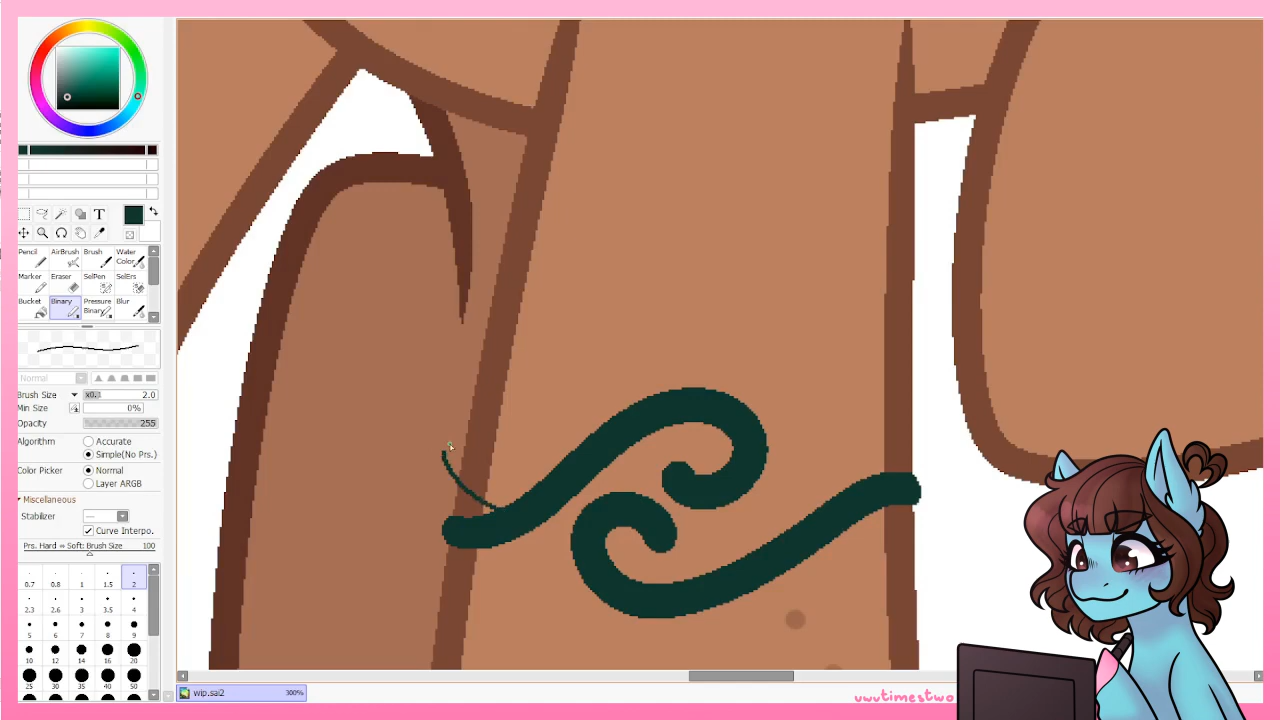 T
Pencil AirBrush Brush Water Color
Marker Eraser SelPen SelErs
Bucket Binary Pressure Binary Blur
Normal
Brush Size x0.1 2.0
Min Size 0%
Opacity 255
Algorithm Accurate
Simple(No Prs.)
Color Picker Normal
Layer ARGB
Miscellaneous
Stabilizer
Curve Interpo.
Prs. Hard ⇔ Soft: Brush Size 100
0.7 0.8 1 1.5 2
2.3 2.6 3 3.5 4
5 6 7 8 9
10 12 14 16 20
25 30 35 40 50
wip.sai2 300%
uwutimestwo